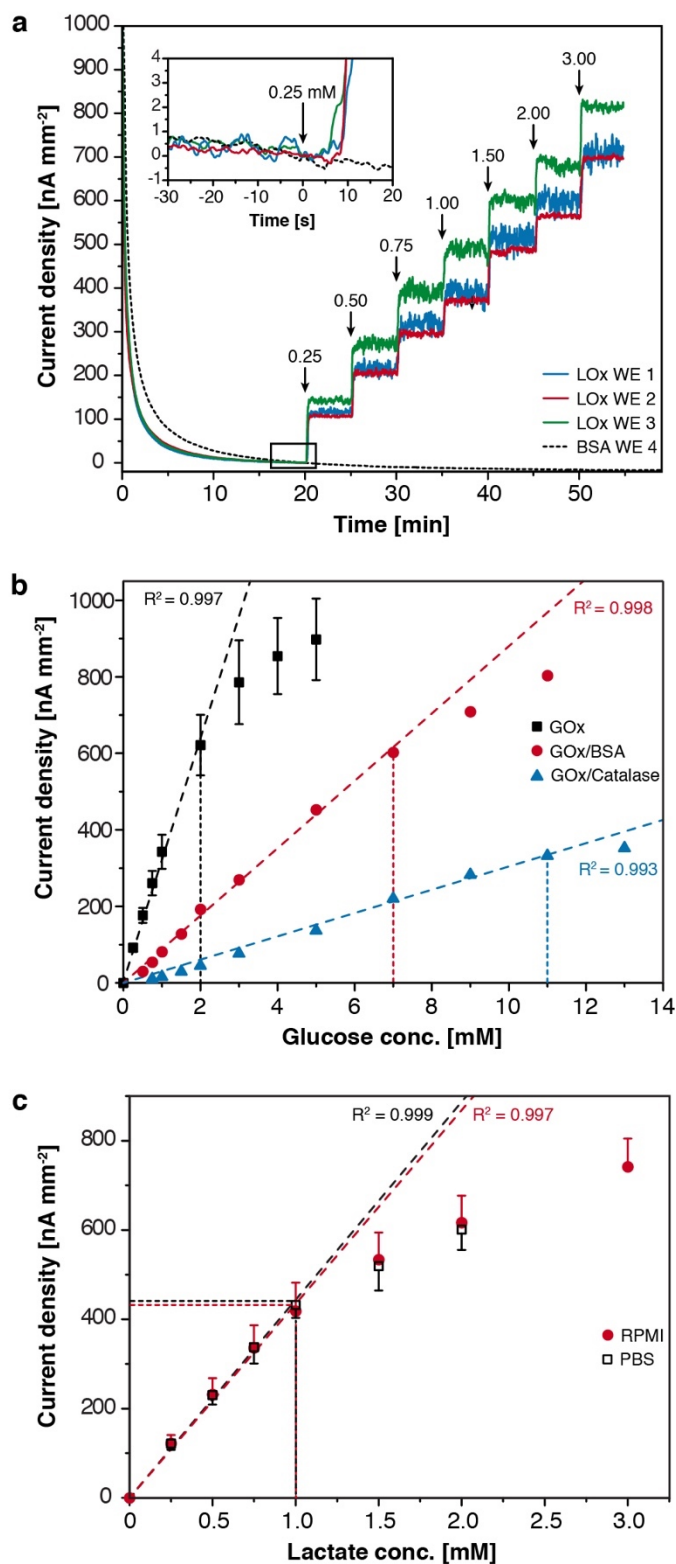 a
Current density [nA mm⁻²]
1000
900
800
700
600
500
400
300
200
100
0
0
10
20
30
40
50
Time [min]
4
3
2
1
0
-1
-30
-20
-10
0
10
20
Time [s]
0.25 mM
0.25
0.50
0.75
1.00
1.50
2.00
3.00
LOx WE 1
LOx WE 2
LOx WE 3
BSA WE 4
b
Current density [nA mm⁻²]
1000
800
600
400
200
0
0
2
4
6
8
10
12
14
Glucose conc. [mM]
R² = 0.997
R² = 0.998
R² = 0.993
GOx
GOx/BSA
GOx/Catalase
c
Current density [nA mm⁻²]
800
600
400
200
0
0.0
0.5
1.0
1.5
2.0
2.5
3.0
Lactate conc. [mM]
R² = 0.999
R² = 0.997
RPMI
PBS